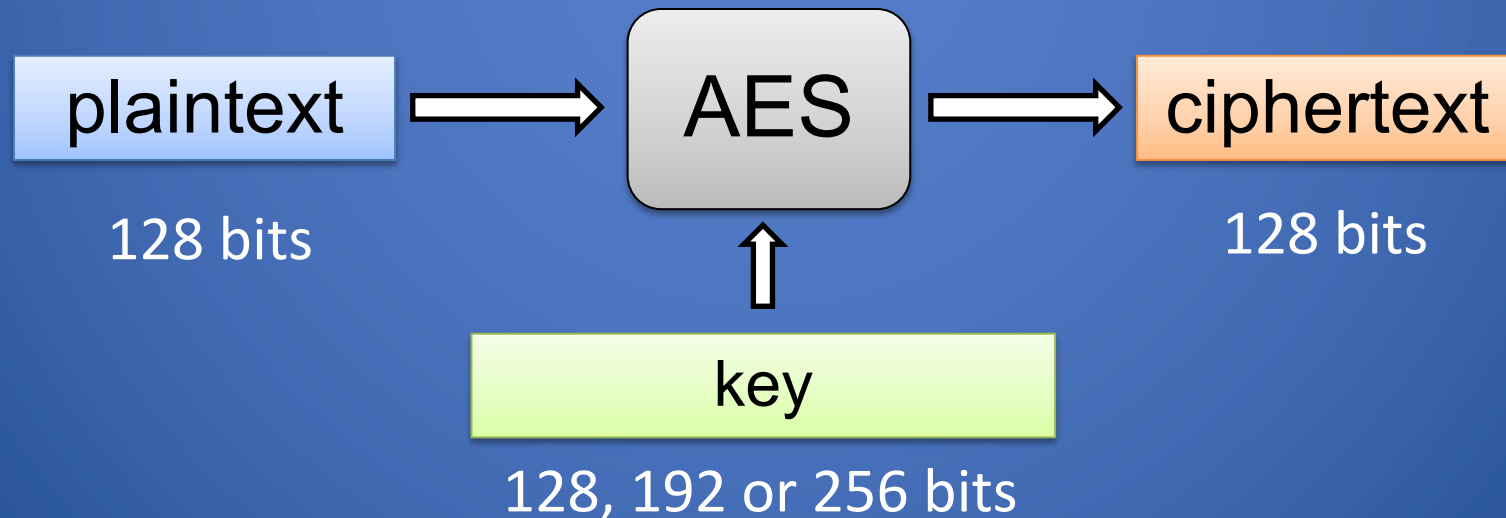 plaintext
AES
ciphertext
128 bits
128 bits
key
128, 192 or 256 bits